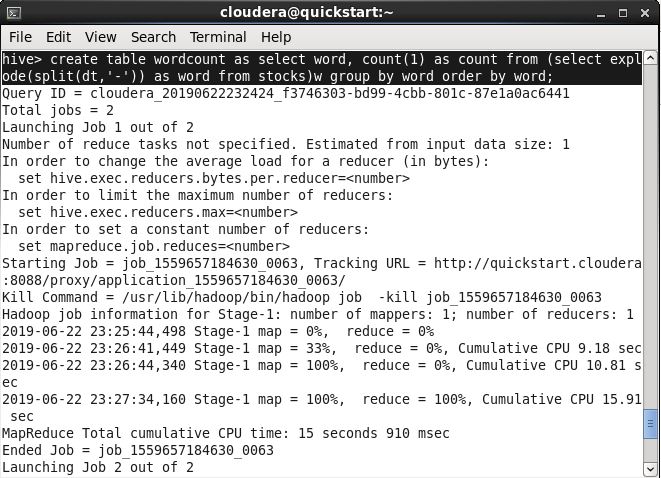 cloudera@quickstart:~
File Edit View Search Terminal Help
hive> create table wordcount as select word, count(1) as count from (select expl
ode(split(dt,'-')) as word from stocks)w group by word order by word;
Query ID = cloudera_20190622232424_f3746303-bd99-4cbb-801c-87e1a0ac6441
Total jobs = 2
Launching Job 1 out of 2
Number of reduce tasks not specified. Estimated from input data size: 1
In order to change the average load for a reducer (in bytes):
  set hive.exec.reducers.bytes.per.reducer=<number>
In order to limit the maximum number of reducers:
  set hive.exec.reducers.max=<number>
In order to set a constant number of reducers:
  set mapreduce.job.reduces=<number>
Starting Job = job_1559657184630_0063, Tracking URL = http://quickstart.cloudera
:8088/proxy/application_1559657184630_0063/
Kill Command = /usr/lib/hadoop/bin/hadoop job  -kill job_1559657184630_0063
Hadoop job information for Stage-1: number of mappers: 1; number of reducers: 1
2019-06-22 23:25:44,498 Stage-1 map = 0%,  reduce = 0%
2019-06-22 23:26:41,449 Stage-1 map = 33%,  reduce = 0%, Cumulative CPU 9.18 sec
2019-06-22 23:26:44,340 Stage-1 map = 100%,  reduce = 0%, Cumulative CPU 10.81 s
ec
2019-06-22 23:27:34,160 Stage-1 map = 100%,  reduce = 100%, Cumulative CPU 15.91
 sec
MapReduce Total cumulative CPU time: 15 seconds 910 msec
Ended Job = job_1559657184630_0063
Launching Job 2 out of 2